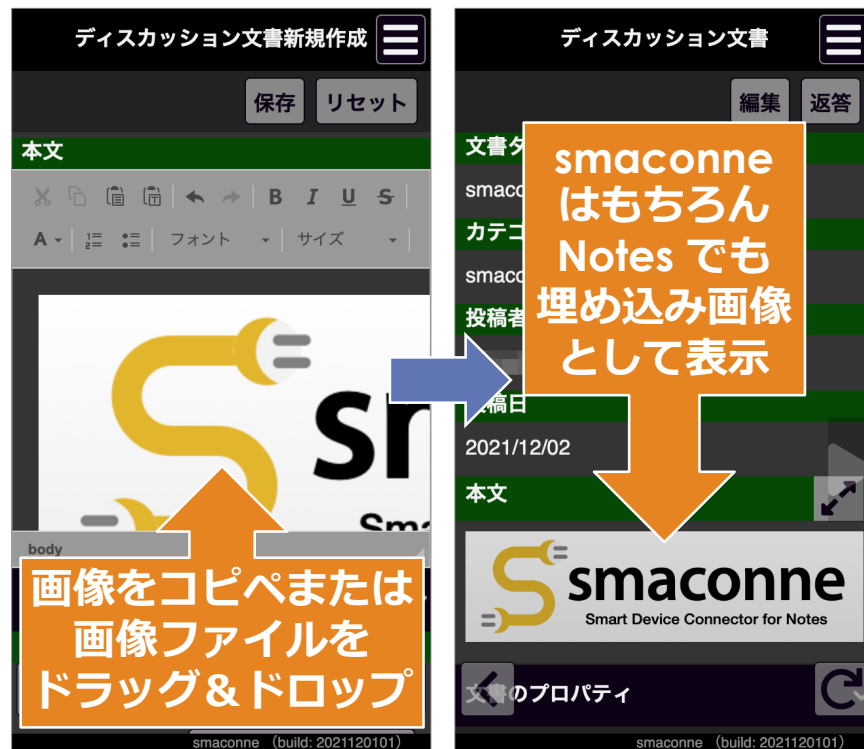 ディスカッション文書新規作成
保存 リセット
本文
B I U S
A フォント サイズ
body
画像をコピペまたは
画像ファイルを
ドラッグ&ドロップ
smaconne (build: 2021120101)
ディスカッション文書
編集 返答
文書タ
smaco
カテゴ
smaco
投稿者
稿日
2021/12/02
本文
smaconne
はもちろん
Notes でも
埋め込み画像
として表示
smaconne
Smart Device Connector for Notes
文書のプロパティ
smaconne (build: 2021120101)